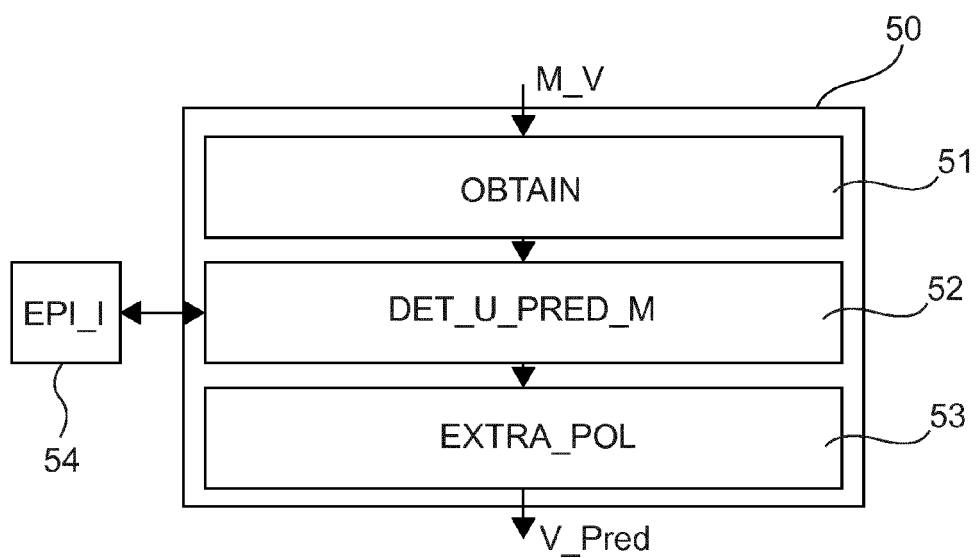 50
M_V
OBTAIN
51
EPI_I
DET_U_PRED_M
52
54
EXTRA_POL
53
V_Pred